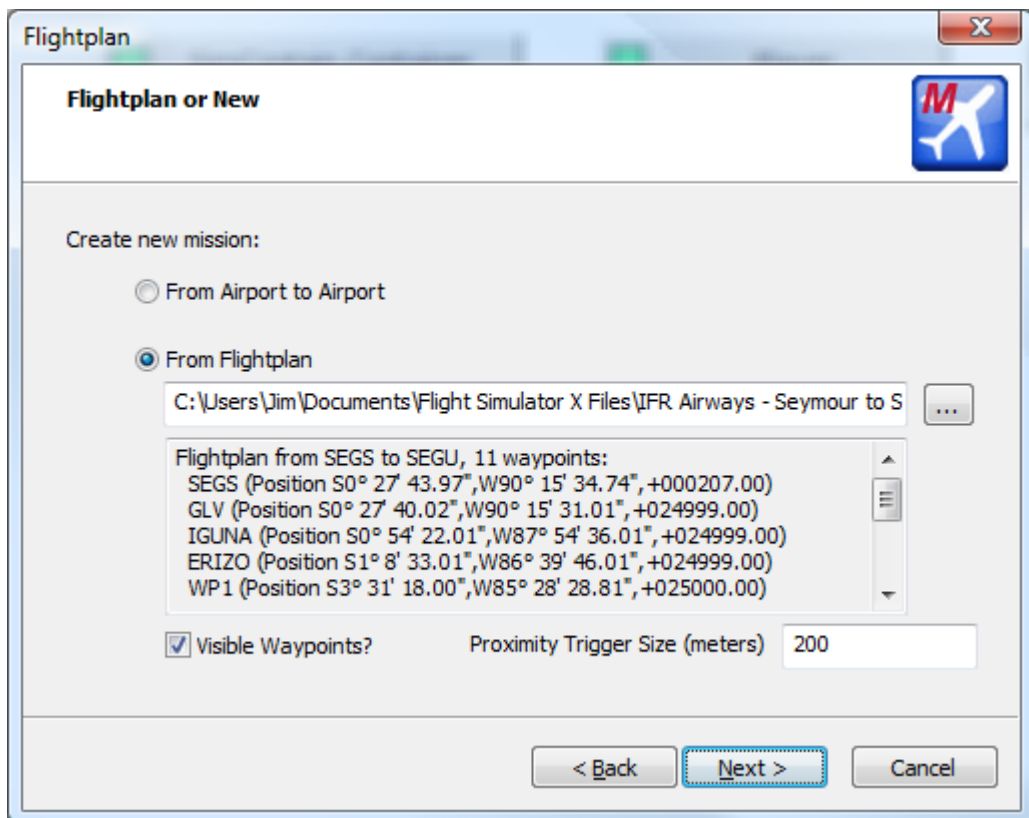 Flightplan
Flightplan or New
M
Create new mission:
From Airport to Airport
From Flightplan
C:\Users\Jim\Documents\Flight Simulator X Files\IFR Airways - Seymour to S
...
Flightplan from SEGS to SEGU, 11 waypoints:
SEGS (Position S0° 27' 43.97",W90° 15' 34.74",+000207.00)
GLV (Position S0° 27' 40.02",W90° 15' 31.01",+024999.00)
IGUNA (Position S0° 54' 22.01",W87° 54' 36.01",+024999.00)
ERIZO (Position S1° 8' 33.01",W86° 39' 46.01",+024999.00)
WP1 (Position S3° 31' 18.00",W85° 28' 28.81",+025000.00)
Visible Waypoints? Proximity Trigger Size (meters) 200
< Back Next > Cancel